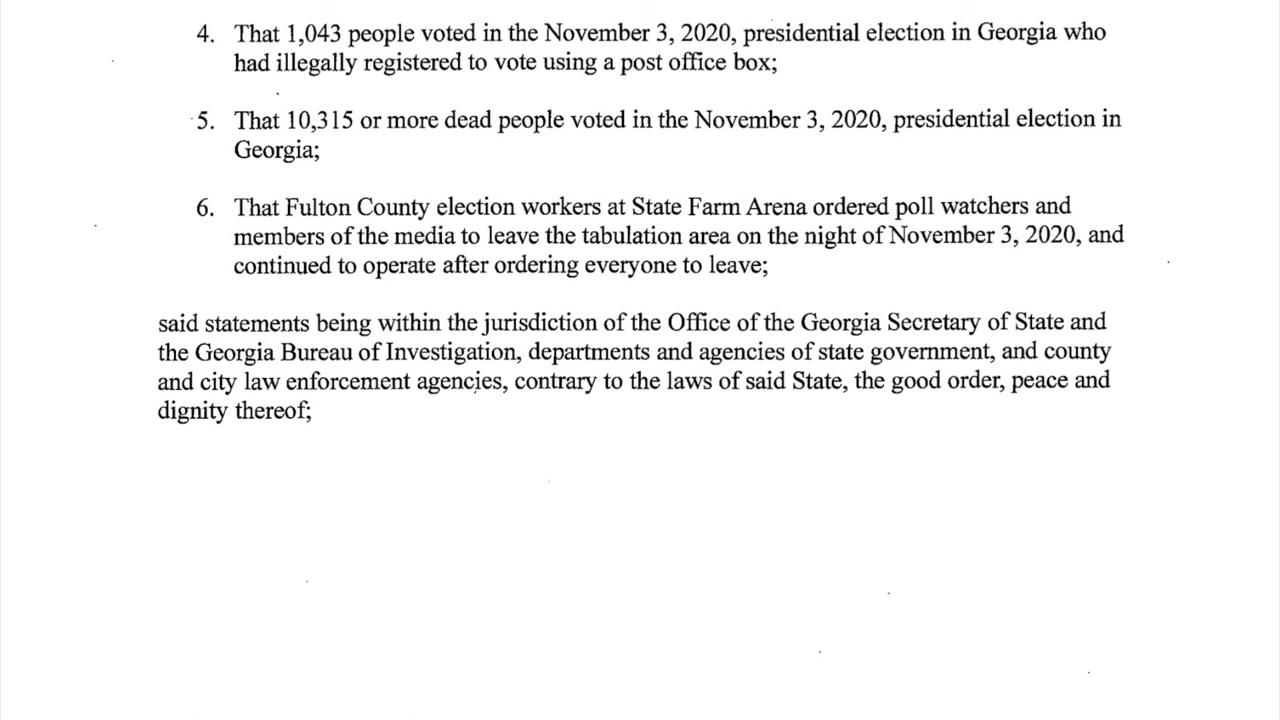 4. That 1,043 people voted in the November 3, 2020, presidential election in Georgia who
had illegally registered to vote using a post office box;
5. That 10,315 or more dead people voted in the November 3, 2020, presidential election in
Georgia;
6. That Fulton County election workers at State Farm Arena ordered poll watchers and
members of the media to leave the tabulation area on the night of November 3, 2020, and
continued to operate after ordering everyone to leave;
said statements being within the jurisdiction of the Office of the Georgia Secretary of State and
the Georgia Bureau of Investigation, departments and agencies of state government, and county
and city law enforcement agencies, contrary to the laws of said State, the good order, peace and
dignity thereof;